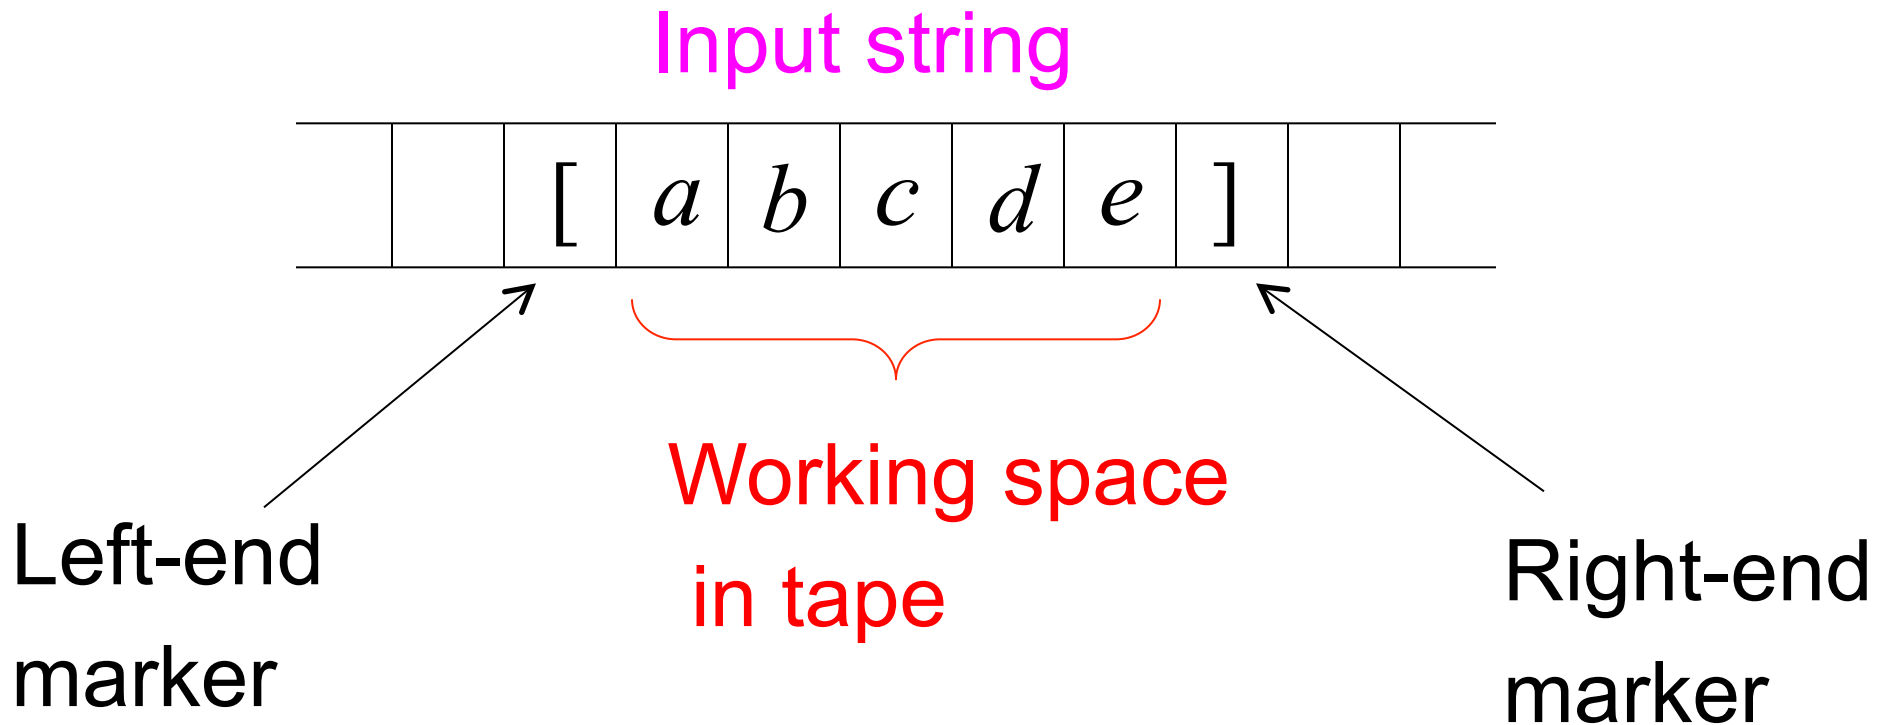 Input string
[ a b c d e ]
Working space
in tape
Left-end
marker
Right-end
marker